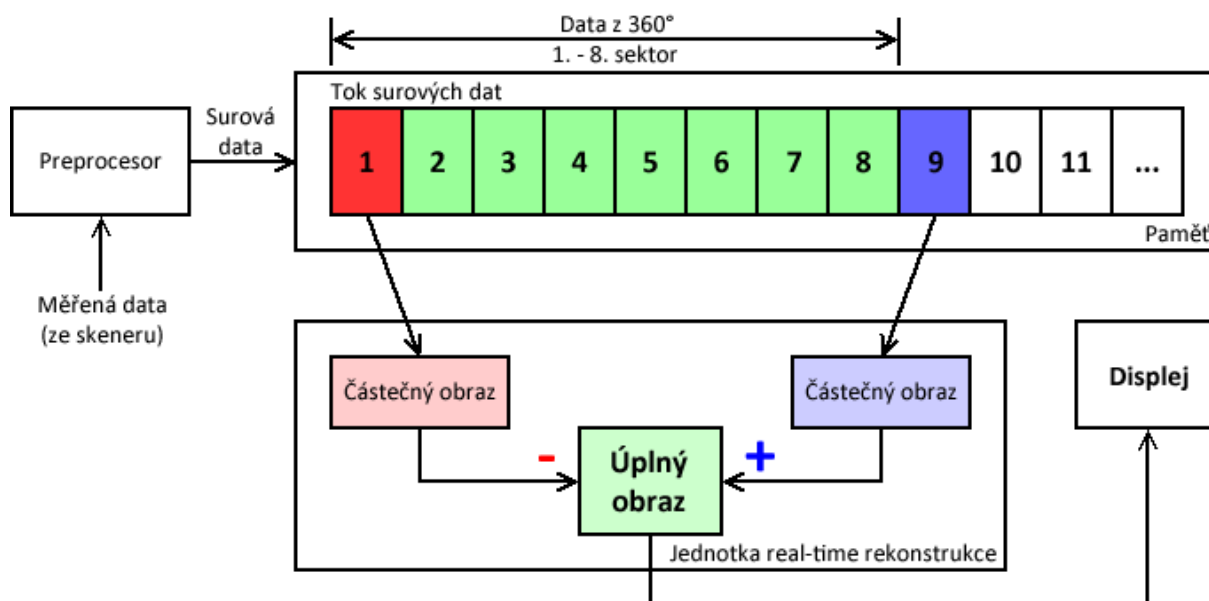 Data z 360°
1. - 8. sektor
Tok surových dat
Surová
data
Preprocesor
1 2 3 4 5 6 7 8 9 10 11 ...
Paměť
Měřená data
(ze skeneru)
Částečný obraz
Částečný obraz
Displej
- +
Úplný
obraz
Jednotka real-time rekonstrukce